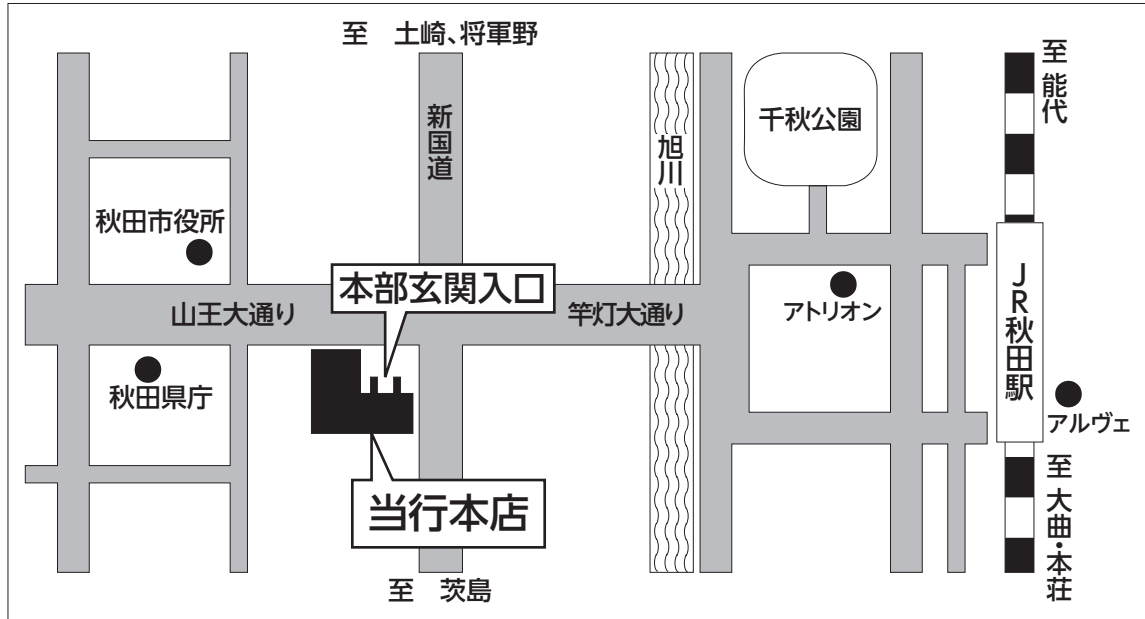 至　土崎、将軍野
至 能代
新国道
千秋公園
旭川
秋田市役所
本部玄関入口
JR秋田駅
山王大通り
竿灯大通り
アトリオン
秋田県庁
アルヴェ
当行本店
至 大曲・本荘
至　茨島